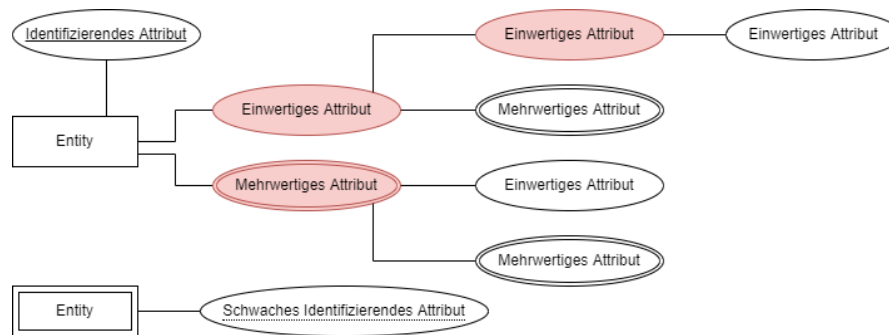 Identifizierendes Attribut
Einwertiges Attribut
Einwertiges Attribut
Entity
Einwertiges Attribut
Mehrwertiges Attribut
Mehrwertiges Attribut
Einwertiges Attribut
Mehrwertiges Attribut
Entity
Schwaches Identifizierendes Attribut